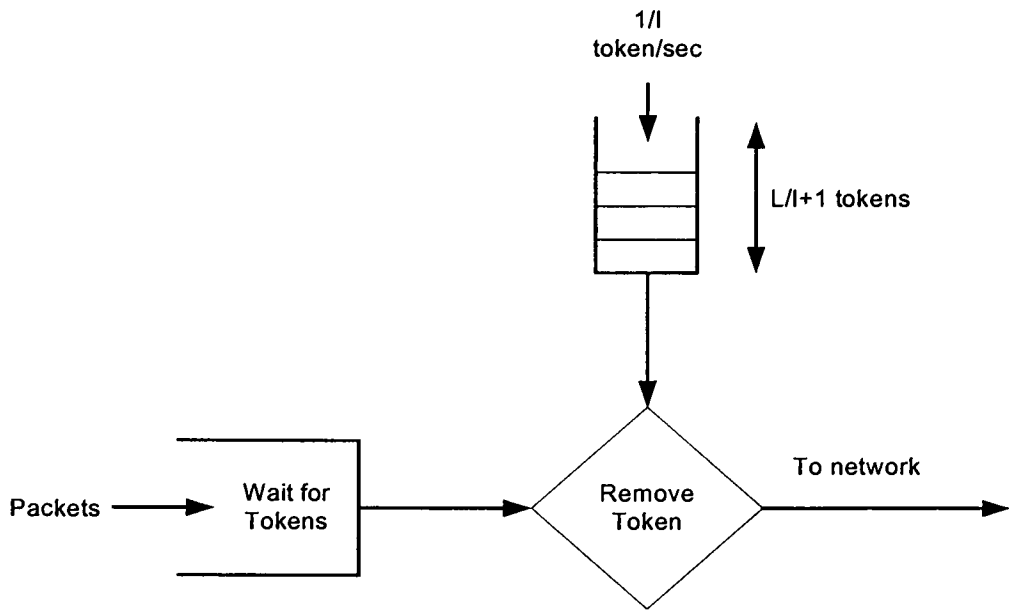 1/I
token/sec
L/I+1 tokens
To network
Packets
Wait for
Tokens
Remove
Token